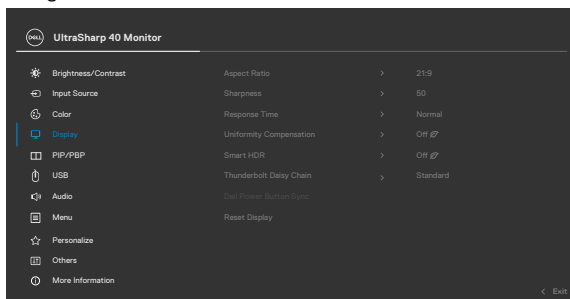 DELL UltraSharp 40 Monitor
Brightness/Contrast Aspect Ratio > 21:9
Input Source Sharpness > 50
Color Response Time > Normal
Display Uniformity Compensation > Off
PIP/PBP Smart HDR > Off
USB Thunderbolt Daisy Chain > Standard
Audio Dell Power Button Sync
Menu Reset Display
Personalize
Others
More Information
< Exit